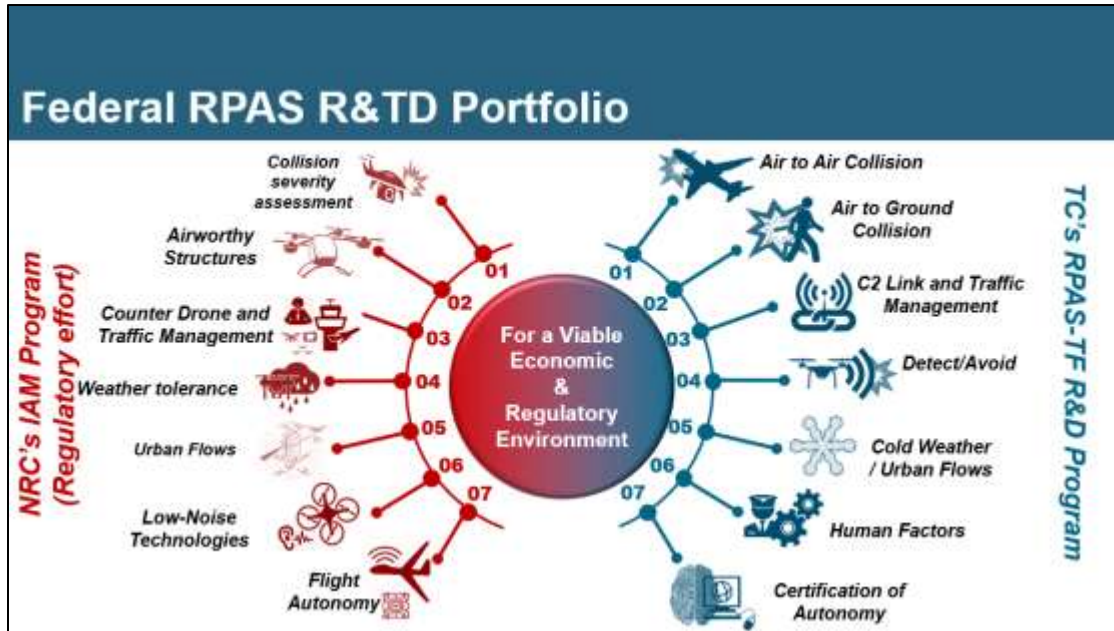 Federal RPAS R&TD Portfolio
NRC's IAM Program
(Regulatory effort)
Collision
severity
assessment
01
Airworthy
Structures
02
Counter Drone and
Traffic Management
03
Weather tolerance
04
Urban Flows
05
Low-Noise
Technologies
06
Flight
Autonomy
07
For a Viable
Economic
&
Regulatory
Environment
Air to Air Collision
01
Air to Ground
Collision
02
C2 Link and Traffic
Management
03
Detect/Avoid
04
Cold Weather
/ Urban Flows
05
Human Factors
06
Certification of
Autonomy
07
TC's RPAS-TF R&D Program